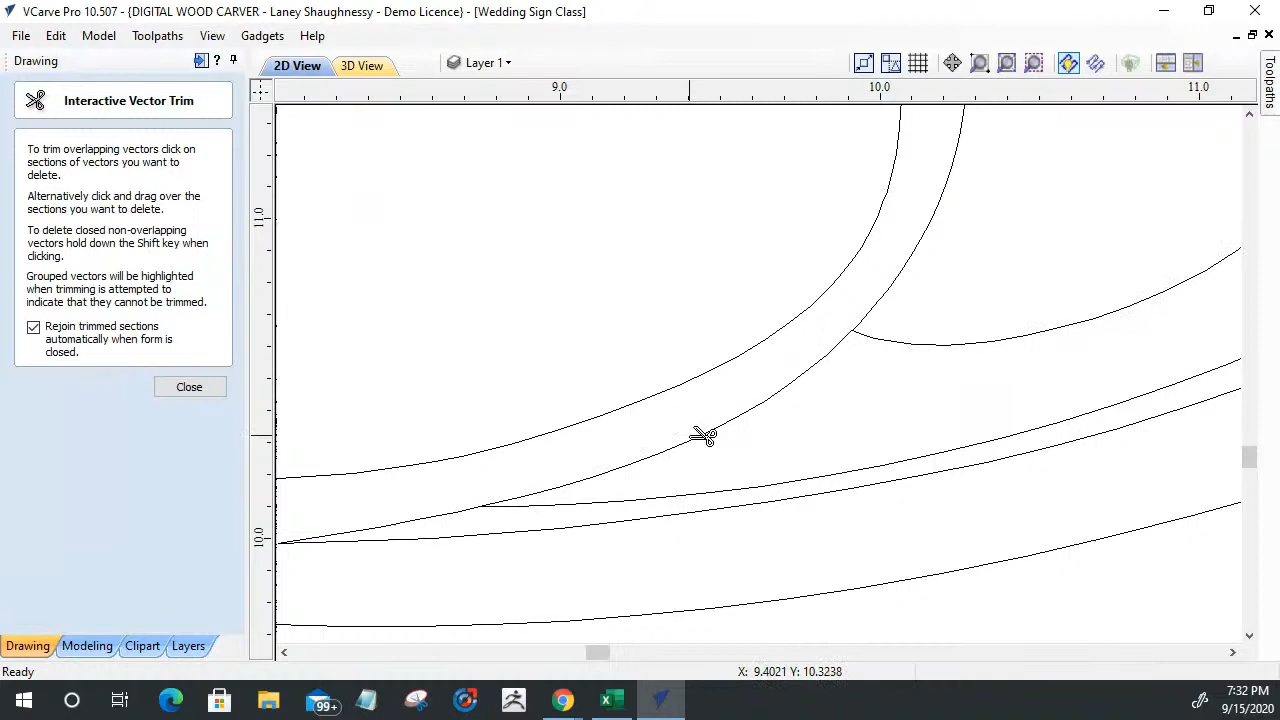 VCarve Pro 10.507 - {DIGITAL WOOD CARVER - Laney Shaughnessy - Demo Licence} - [Wedding Sign Class]
File Edit Model Toolpaths View Gadgets Help
Drawing
2D View
3D View
Layer 1
Interactive Vector Trim
9.0
10.0
11.0
To trim overlapping vectors click on
sections of vectors you want to
delete.
Alternatively click and drag over the
sections you want to delete.
To delete closed non-overlapping
vectors hold down the Shift key when
clicking.
Grouped vectors will be highlighted
when trimming is attempted to
indicate that they cannot be trimmed.
Rejoin trimmed sections
automatically when form is
closed.
Close
11.0
10.0
Toolpaths
Drawing
Modeling
Clipart
Layers
Ready
X: 9.4021 Y: 10.3238
99+
7:32 PM
9/15/2020